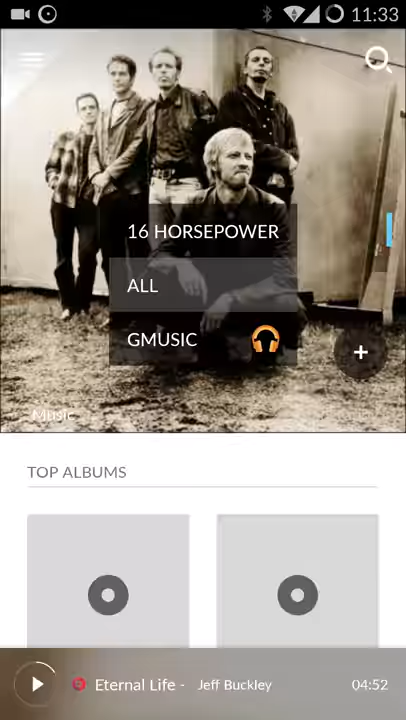 11:33
16 HORSEPOWER
ALL
GMUSIC
+
Music
TOP ALBUMS
Eternal Life - Jeff Buckley 04:52